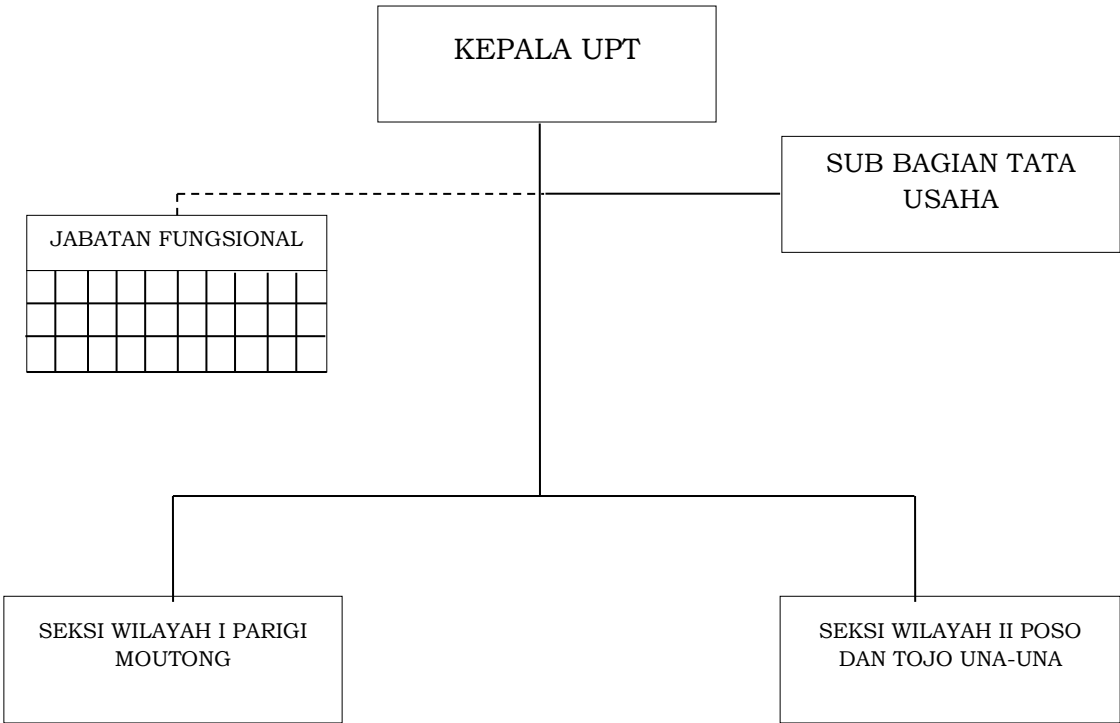 KEPALA UPT
SUB BAGIAN TATA
USAHA
JABATAN FUNGSIONAL
SEKSI WILAYAH I PARIGI
MOUTONG
SEKSI WILAYAH II POSO
DAN TOJO UNA-UNA